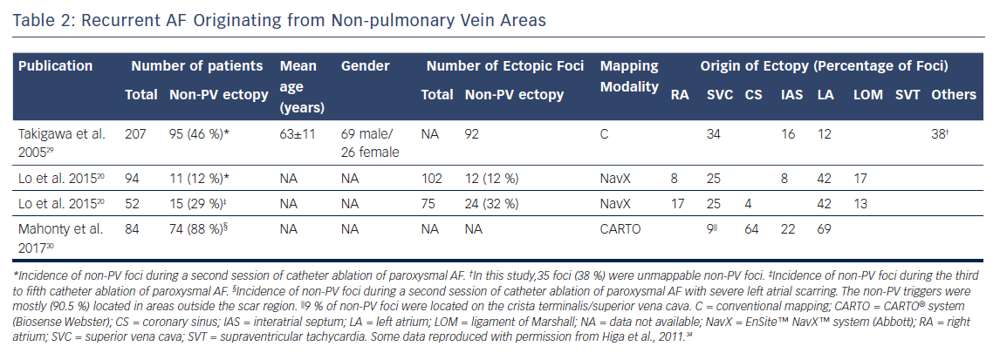 Table 2: Recurrent AF Originating from Non-pulmonary Vein Areas
Publication Number of patients Mean Gender Number of Ectopic Foci Mapping Origin of Ectopy (Percentage of Foci)
Total Non-PV ectopy age Total Non-PV ectopy Modality RA SVC CS IAS LA LOM SVT Others
(years)
Takigawa et al. 207 95 (46 %)* 63±11 69 male/ NA 92 C 34 16 12 38†
2005²⁹ 26 female
Lo et al. 2015²⁰ 94 11 (12 %)* NA NA 102 12 (12 %) NavX 8 25 8 42 17
Lo et al. 2015²⁰ 52 15 (29 %)‡ NA NA 75 24 (32 %) NavX 17 25 4 42 13
Mahonty et al. 84 74 (88 %)§ NA NA NA NA CARTO 9|| 64 22 69
2017³⁰
*Incidence of non-PV foci during a second session of catheter ablation of paroxysmal AF. †In this study,35 foci (38 %) were unmappable non-PV foci. ‡Incidence of non-PV foci during the third
to fifth catheter ablation of paroxysmal AF. §Incidence of non-PV foci during a second session of catheter ablation of paroxysmal AF with severe left atrial scarring. The non-PV triggers were
mostly (90.5 %) located in areas outside the scar region. ||9 % of non-PV foci were located on the crista terminalis/superior vena cava. C = conventional mapping; CARTO = CARTO® system
(Biosense Webster); CS = coronary sinus; IAS = interatrial septum; LA = left atrium; LOM = ligament of Marshall; NA = data not available; NavX = EnSite™ NavX™ system (Abbott); RA = right
atrium; SVC = superior vena cava; SVT = supraventricular tachycardia. Some data reproduced with permission from Higa et al., 2011.³⁴